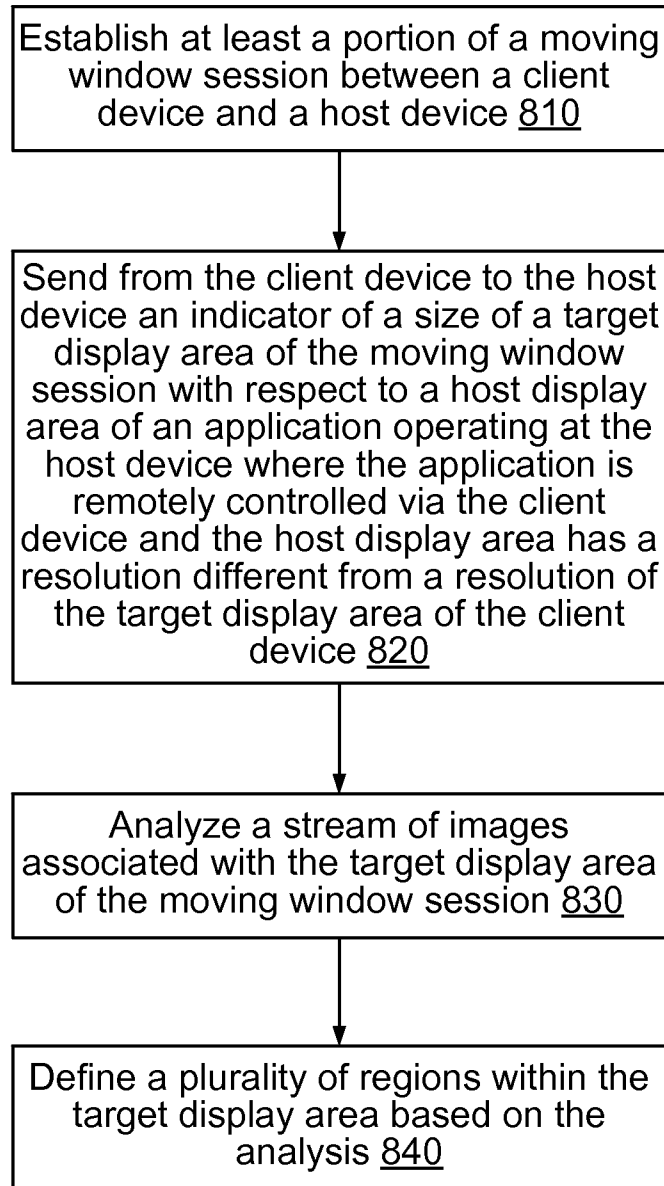 Establish at least a portion of a moving
window session between a client
device and a host device 810
Send from the client device to the host
device an indicator of a size of a target
display area of the moving window
session with respect to a host display
area of an application operating at the
host device where the application is
remotely controlled via the client
device and the host display area has a
resolution different from a resolution of
the target display area of the client
device 820
Analyze a stream of images
associated with the target display area
of the moving window session 830
Define a plurality of regions within the
target display area based on the
analysis 840